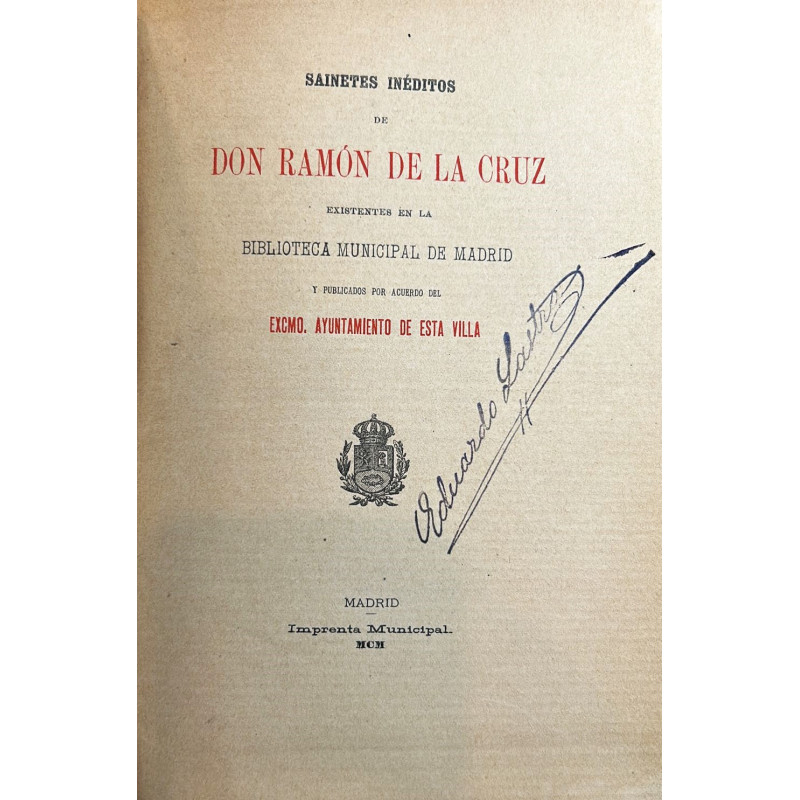 SAINETES INÉDITOS
DE
DON RAMÓN DE LA CRUZ
EXISTENTES EN LA
BIBLIOTECA MUNICIPAL DE MADRID
Y PUBLICADOS POR ACUERDO DEL
EXCMO. AYUNTAMIENTO DE ESTA VILLA
Eduardo Lastra
MADRID
Imprenta Municipal.
MCM